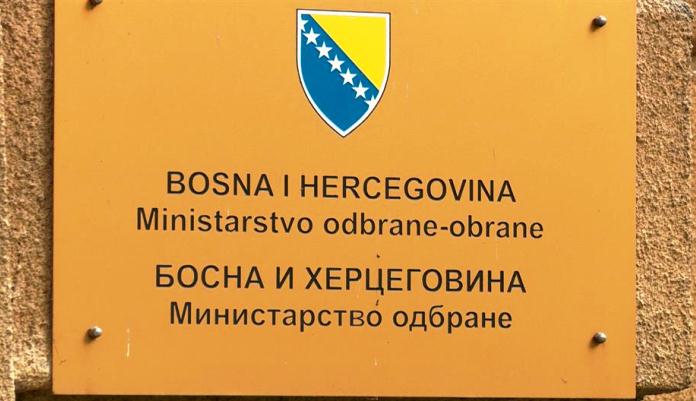 BOSNA I HERCEGOVINA
Ministarstvo odbrane-obrane
БОСНА И ХЕРЦЕГОВИНА
Министарство одбране